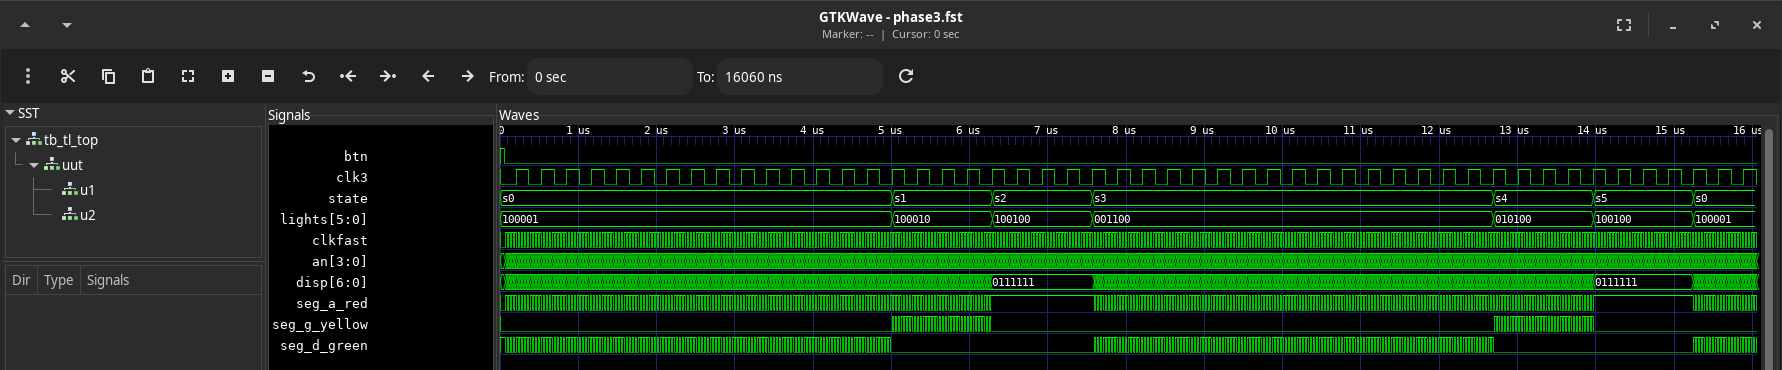 GTKWave - phase3.fst
Marker: -- | Cursor: 0 sec
From: 0 sec To: 16060 ns
SST
tb_tl_top
uut
u1
u2
Dir Type Signals
Signals
btn
clk3
state
lights[5:0]
clkfast
an[3:0]
disp[6:0]
seg_a_red
seg_g_yellow
seg_d_green
Waves
0 1 us 2 us 3 us 4 us 5 us 6 us 7 us 8 us 9 us 10 us 11 us 12 us 13 us 14 us 15 us 16 us
s0 s1 s2 s3 s4 s5 s0
100001 100010 100100 001100 010100 100100 100001
0111111 0111111